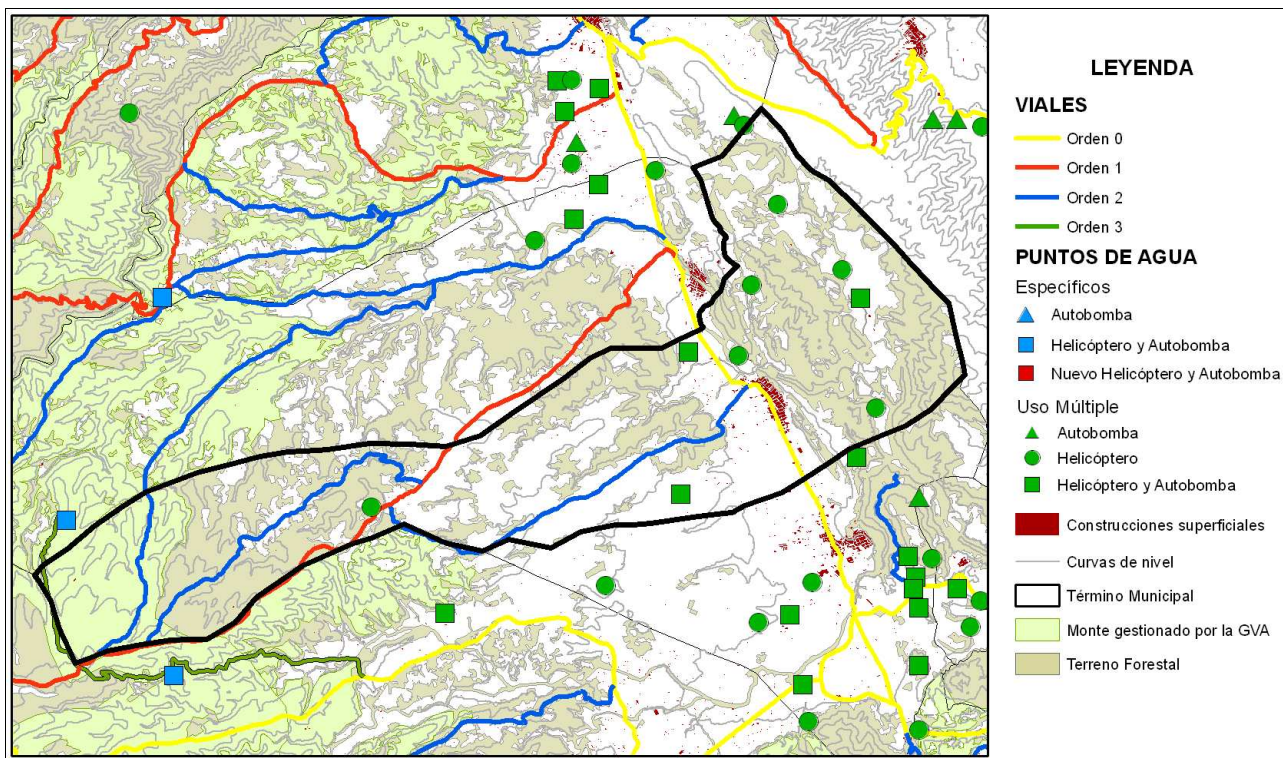 LEYENDA
VIALES
Orden 0
Orden 1
Orden 2
Orden 3
PUNTOS DE AGUA
Específicos
Autobomba
Helicóptero y Autobomba
Nuevo Helicóptero y Autobomba
Uso Múltiple
Autobomba
Helicóptero
Helicóptero y Autobomba
Construcciones superficiales
Curvas de nivel
Término Municipal
Monte gestionado por la GVA
Terreno Forestal